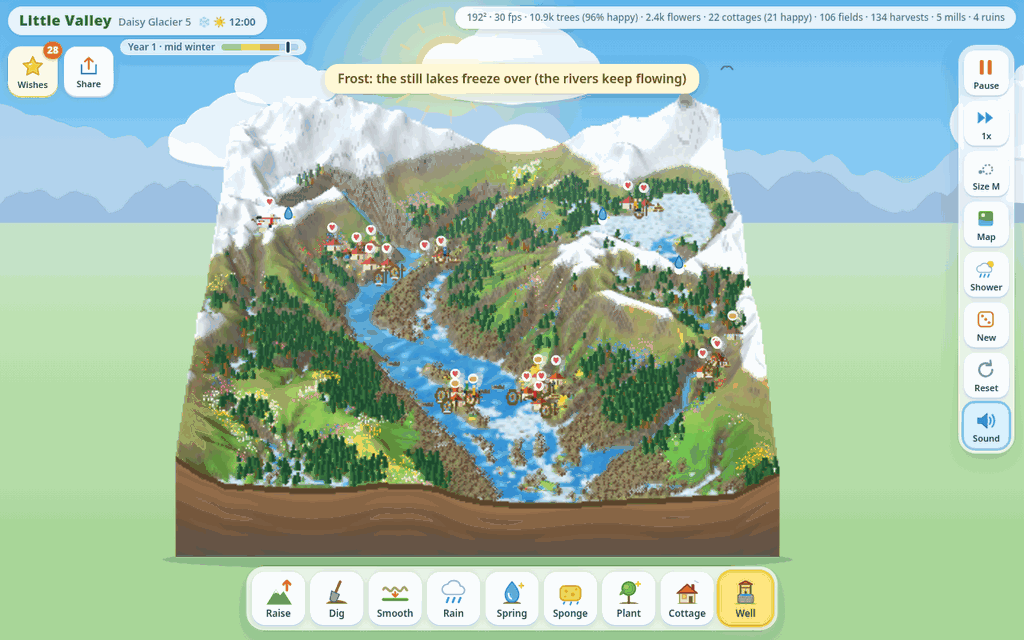 Little Valley Daisy Glacier 5 12:00
192² · 30 fps · 10.9k trees (96% happy) · 2.4k flowers · 22 cottages (21 happy) · 106 fields · 134 harvests · 5 mills · 4 ruins
Year 1 · mid winter
28
Wishes
Share
Frost: the still lakes freeze over (the rivers keep flowing)
Pause
1x
Size M
Map
Shower
New
Reset
Sound
Raise
Dig
Smooth
Rain
Spring
Sponge
Plant
Cottage
Well